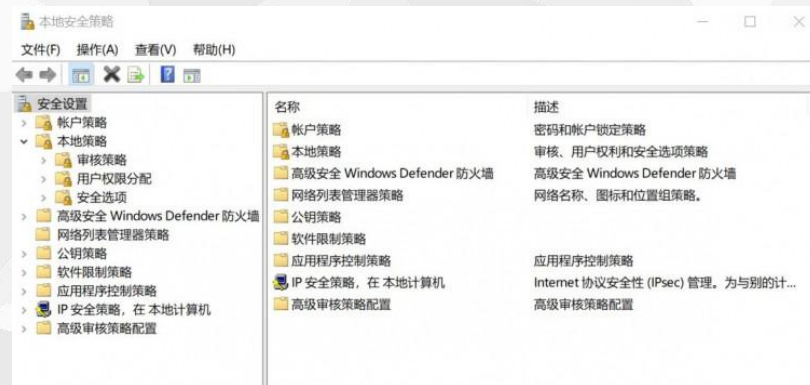 本地安全策略
文件(F) 操作(A) 查看(V) 帮助(H)
安全设置
帐户策略
本地策略
审核策略
用户权限分配
安全选项
高级安全 Windows Defender 防火墙
网络列表管理器策略
公钥策略
软件限制策略
应用程序控制策略
IP 安全策略，在 本地计算机
高级审核策略配置
名称 描述
帐户策略 密码和帐户锁定策略
本地策略 审核、用户权利和安全选项策略
高级安全 Windows Defender 防火墙 高级安全 Windows Defender 防火墙
网络列表管理器策略 网络名称、图标和位置组策略。
公钥策略
软件限制策略
应用程序控制策略 应用程序控制策略
IP 安全策略，在 本地计算机 Internet 协议安全性 (IPsec) 管理。为与别的计...
高级审核策略配置 高级审核策略配置